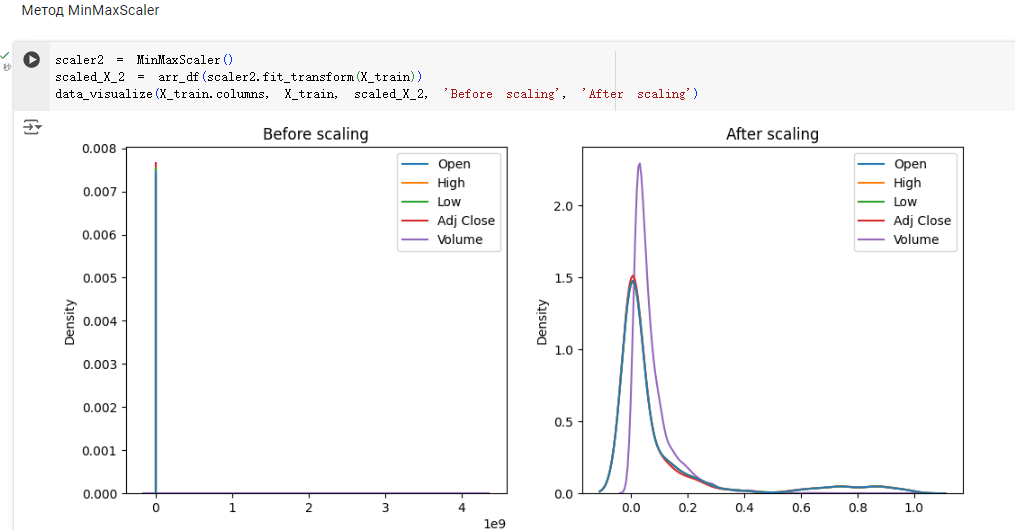 Метод MinMaxScaler
秒
scaler2 = MinMaxScaler()
scaled_X_2 = arr_df(scaler2.fit_transform(X_train))
data_visualize(X_train.columns, X_train, scaled_X_2, 'Before scaling', 'After scaling')
Before scaling
0.008
0.007
0.006
0.005
0.004
0.003
0.002
0.001
0.000
Density
Open
High
Low
Adj Close
Volume
0 1 2 3 4
1e9
After scaling
2.0
1.5
1.0
0.5
0.0
Density
Open
High
Low
Adj Close
Volume
0.0 0.2 0.4 0.6 0.8 1.0